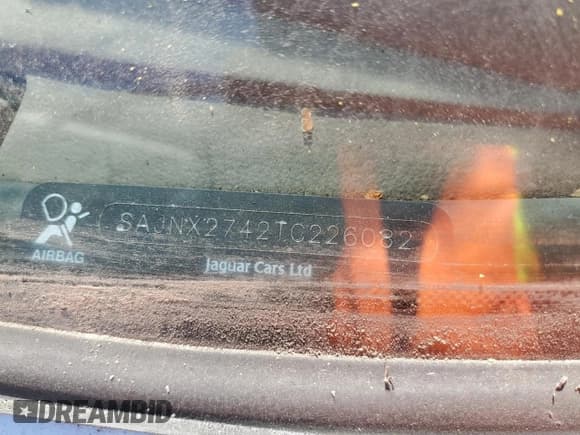 SAJNX2742TC226082
AIRBAG
Jaguar Cars Ltd
DREAMBID